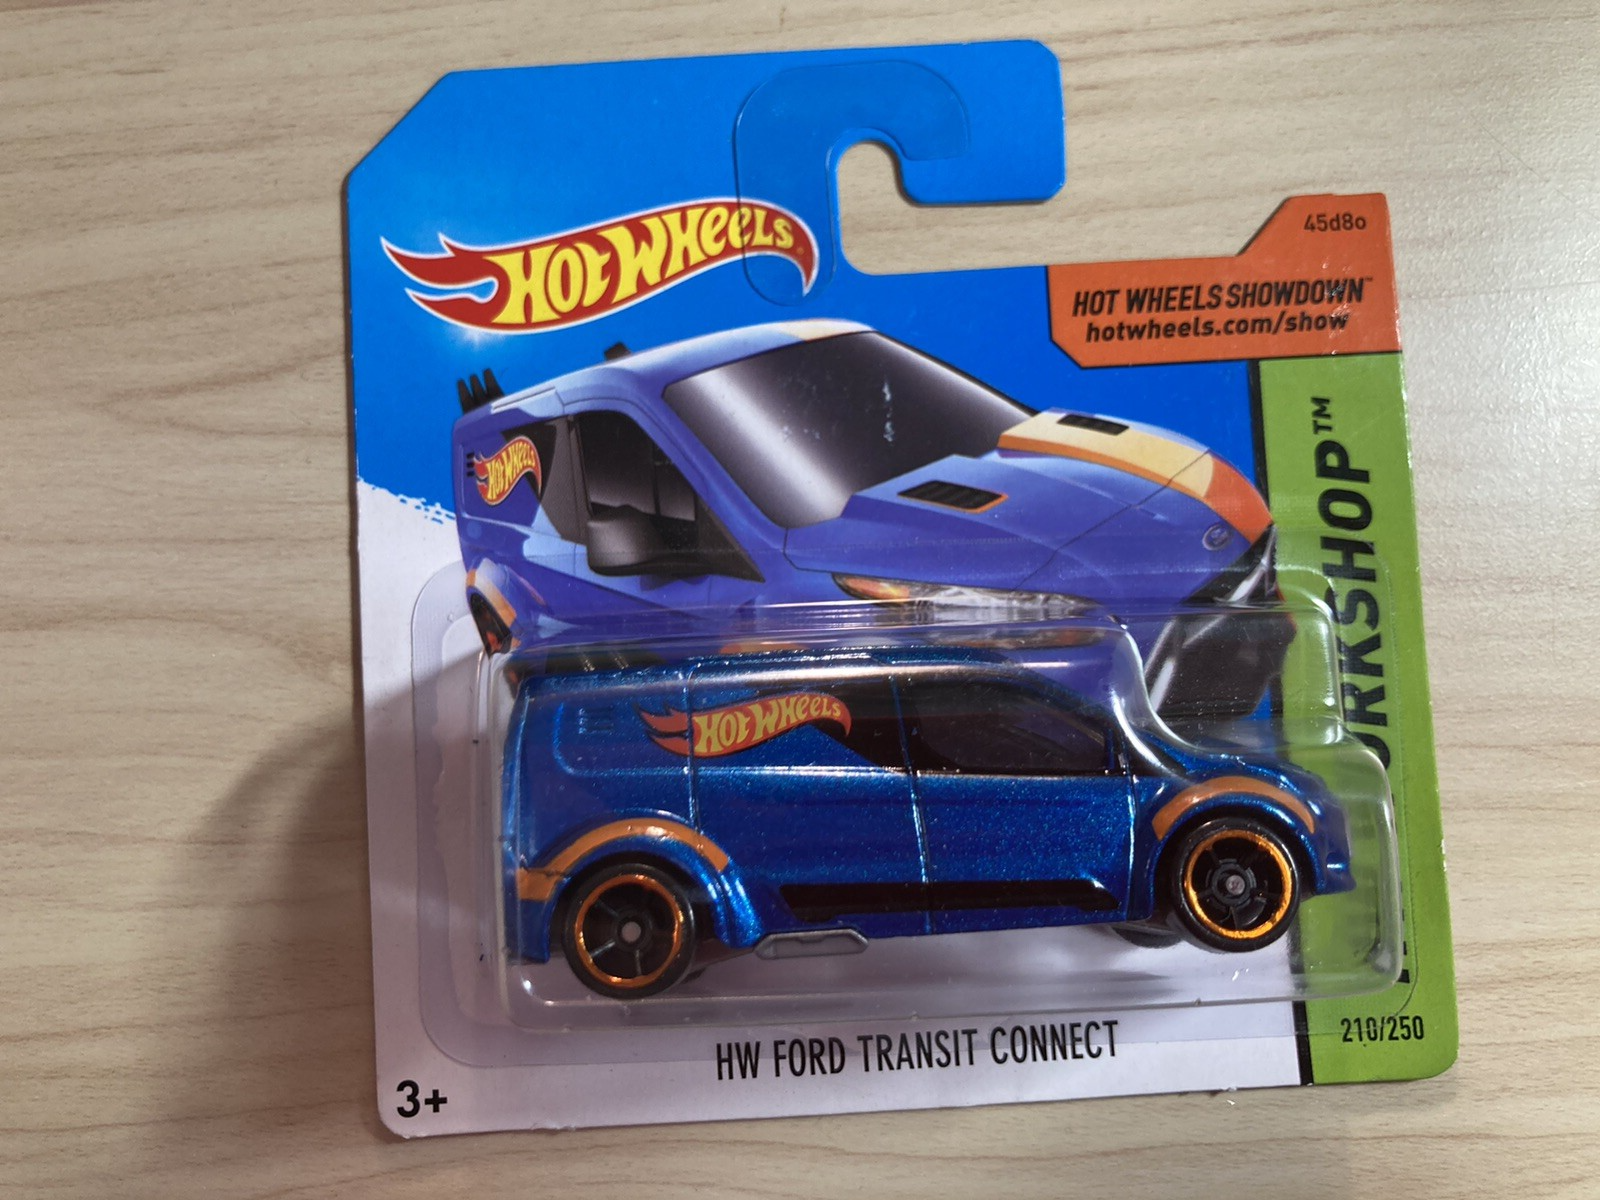 HOT WHEELS
45d8o
HOT WHEELS SHOWDOWN™
hotwheels.com/show
HOT WHEELS
ORKSHOP™
HOT WHEELS
210/250
HW FORD TRANSIT CONNECT
3+